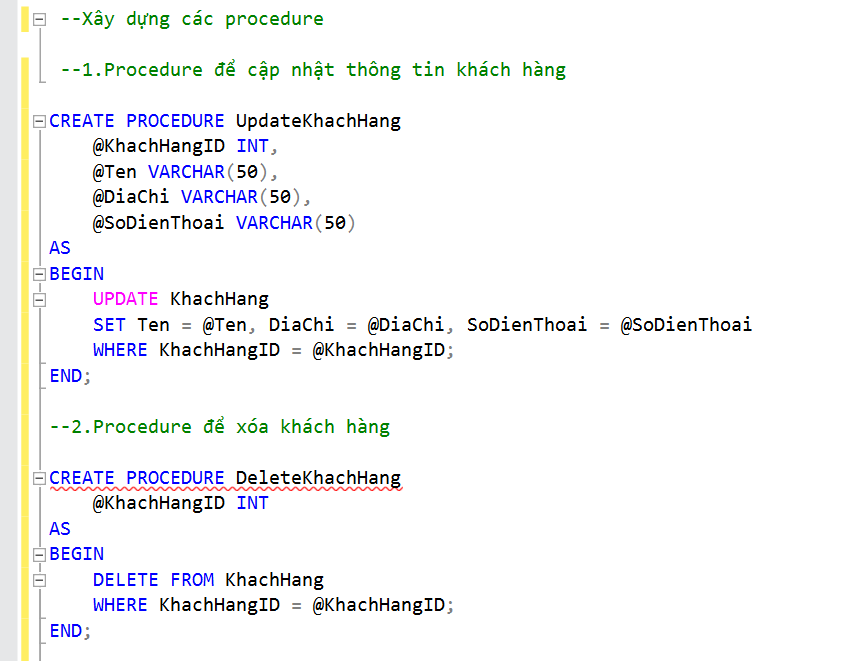 --Xây dựng các procedure
--1.Procedure để cập nhật thông tin khách hàng
CREATE PROCEDURE UpdateKhachHang
@KhachHangID INT,
@Ten VARCHAR(50),
@DiaChi VARCHAR(50),
@SoDienThoai VARCHAR(50)
AS
BEGIN
UPDATE KhachHang
SET Ten = @Ten, DiaChi = @DiaChi, SoDienThoai = @SoDienThoai
WHERE KhachHangID = @KhachHangID;
END;
--2.Procedure để xóa khách hàng
CREATE PROCEDURE DeleteKhachHang
@KhachHangID INT
AS
BEGIN
DELETE FROM KhachHang
WHERE KhachHangID = @KhachHangID;
END;